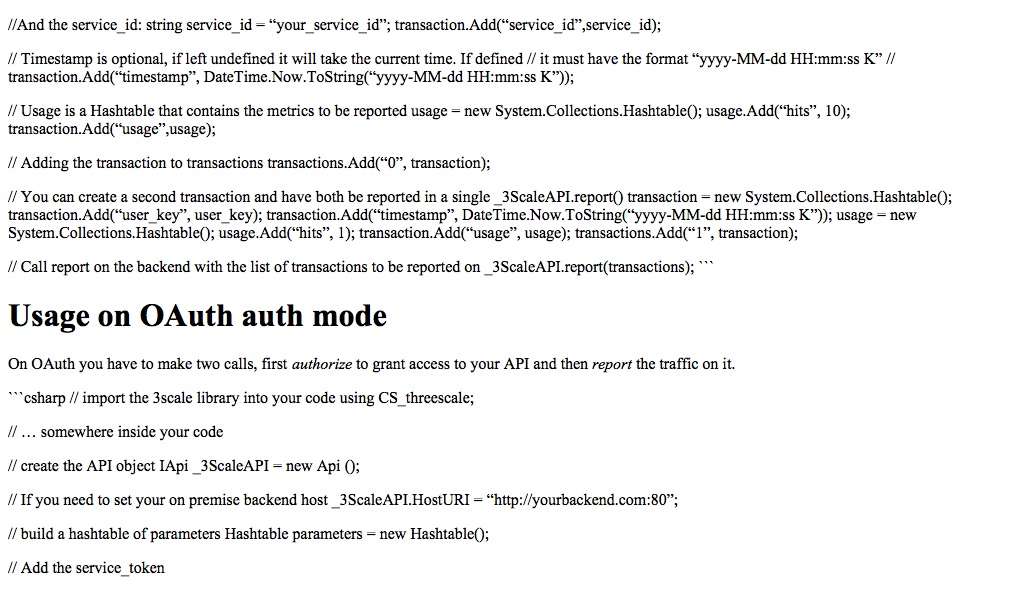 //And the service_id: string service_id = “your_service_id”; transaction.Add(“service_id”,service_id);
// Timestamp is optional, if left undefined it will take the current time. If defined // it must have the format “yyyy-MM-dd HH:mm:ss K” //
transaction.Add(“timestamp”, DateTime.Now.ToString(“yyyy-MM-dd HH:mm:ss K”));
// Usage is a Hashtable that contains the metrics to be reported usage = new System.Collections.Hashtable(); usage.Add(“hits”, 10);
transaction.Add(“usage”,usage);
// Adding the transaction to transactions transactions.Add(“0”, transaction);
// You can create a second transaction and have both be reported in a single _3ScaleAPI.report() transaction = new System.Collections.Hashtable();
transaction.Add(“user_key”, user_key); transaction.Add(“timestamp”, DateTime.Now.ToString(“yyyy-MM-dd HH:mm:ss K”)); usage = new
System.Collections.Hashtable(); usage.Add(“hits”, 1); transaction.Add(“usage”, usage); transactions.Add(“1”, transaction);
// Call report on the backend with the list of transactions to be reported on _3ScaleAPI.report(transactions); ```
Usage on OAuth auth mode
On OAuth you have to make two calls, first authorize to grant access to your API and then report the traffic on it.
```csharp // import the 3scale library into your code using CS_threescale;
// … somewhere inside your code
// create the API object IApi _3ScaleAPI = new Api ();
// If you need to set your on premise backend host _3ScaleAPI.HostURI = “http://yourbackend.com:80”;
// build a hashtable of parameters Hashtable parameters = new Hashtable();
// Add the service_token